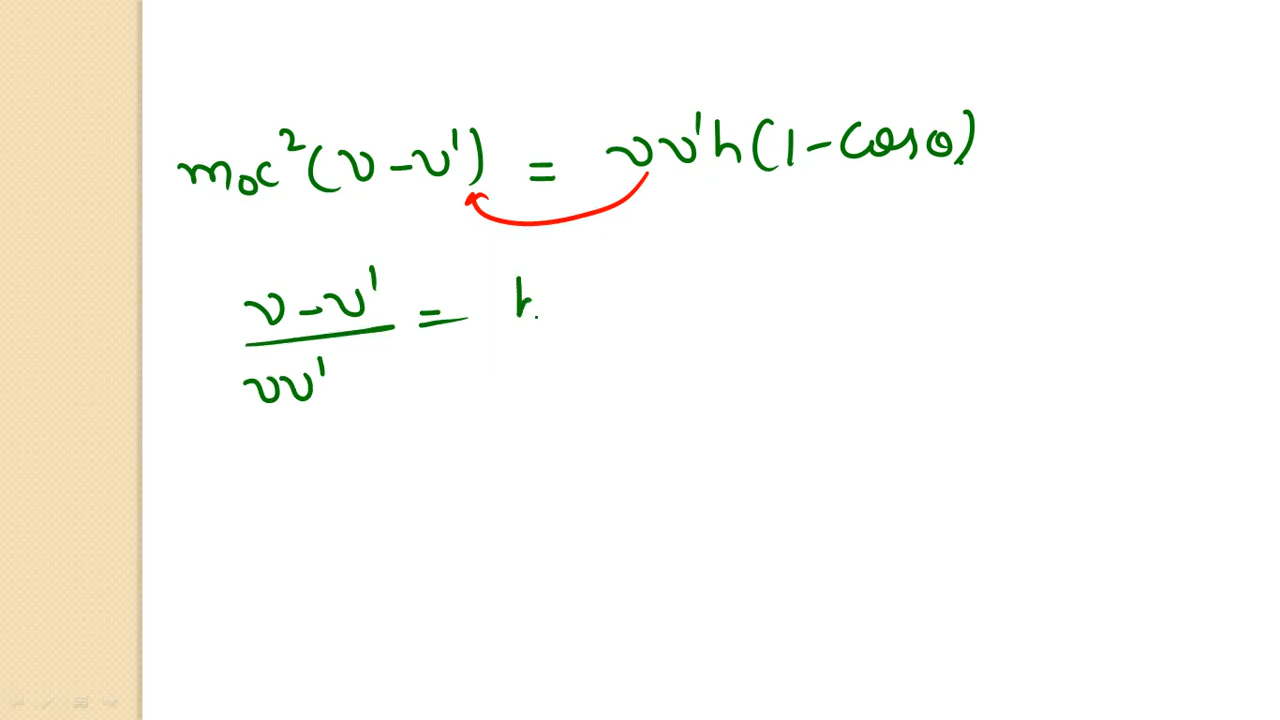 m₀c²(ν-ν') = νν'h(1-cosθ)
ν-ν' / νν' = h